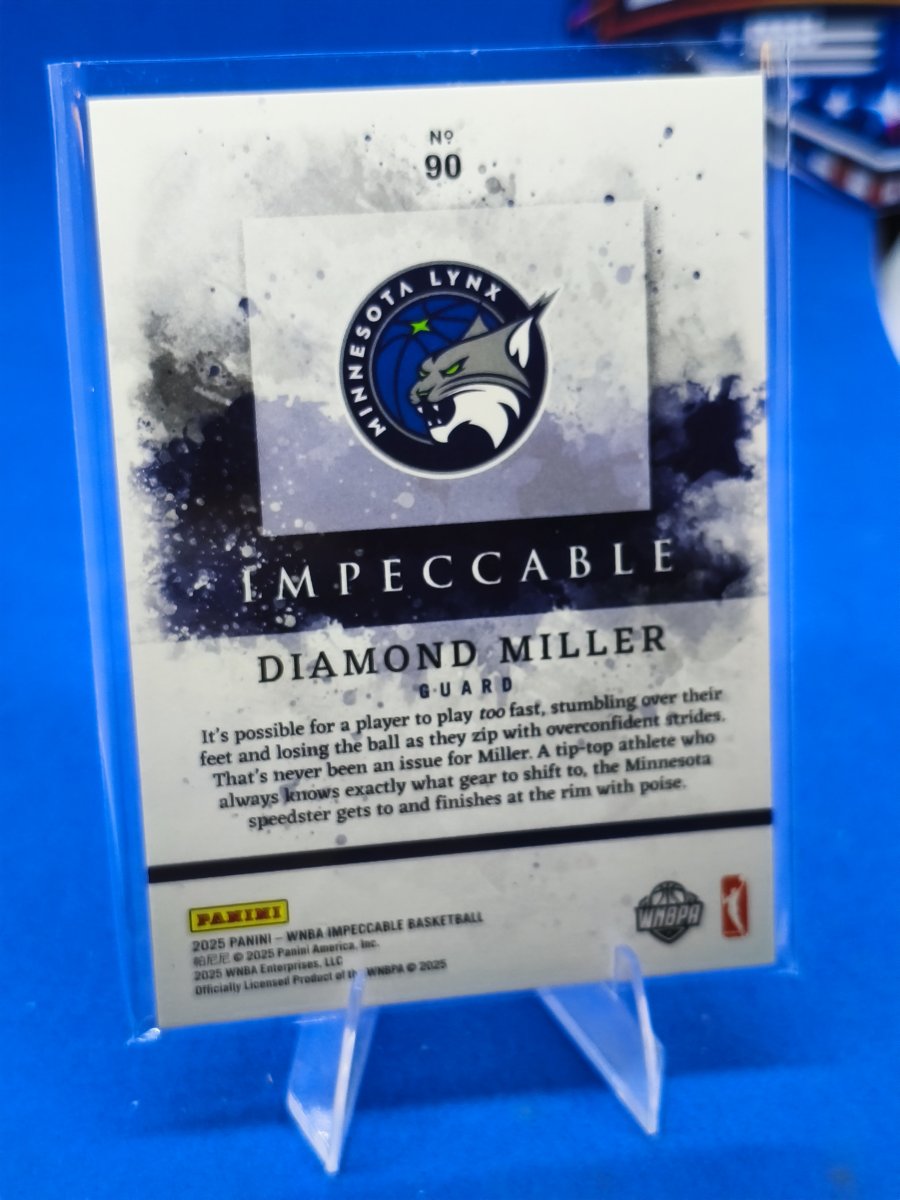 Nº
90
MINNESOTA LYNX
IMPECCABLE
DIAMOND MILLER
GUARD
It's possible for a player to play too fast, stumbling over their
feet and losing the ball as they zip with overconfident strides.
That's never been an issue for Miller. A tip-top athlete who
always knows exactly what gear to shift to, the Minnesota
speedster gets to and finishes at the rim with poise.
PANINI
WNBPA
2025 PANINI – WNBA IMPECCABLE BASKETBALL
帕尼尼 © 2025 Panini America, Inc.
2025 WNBA Enterprises, LLC
Officially Licensed Product of the WNBPA © 2025